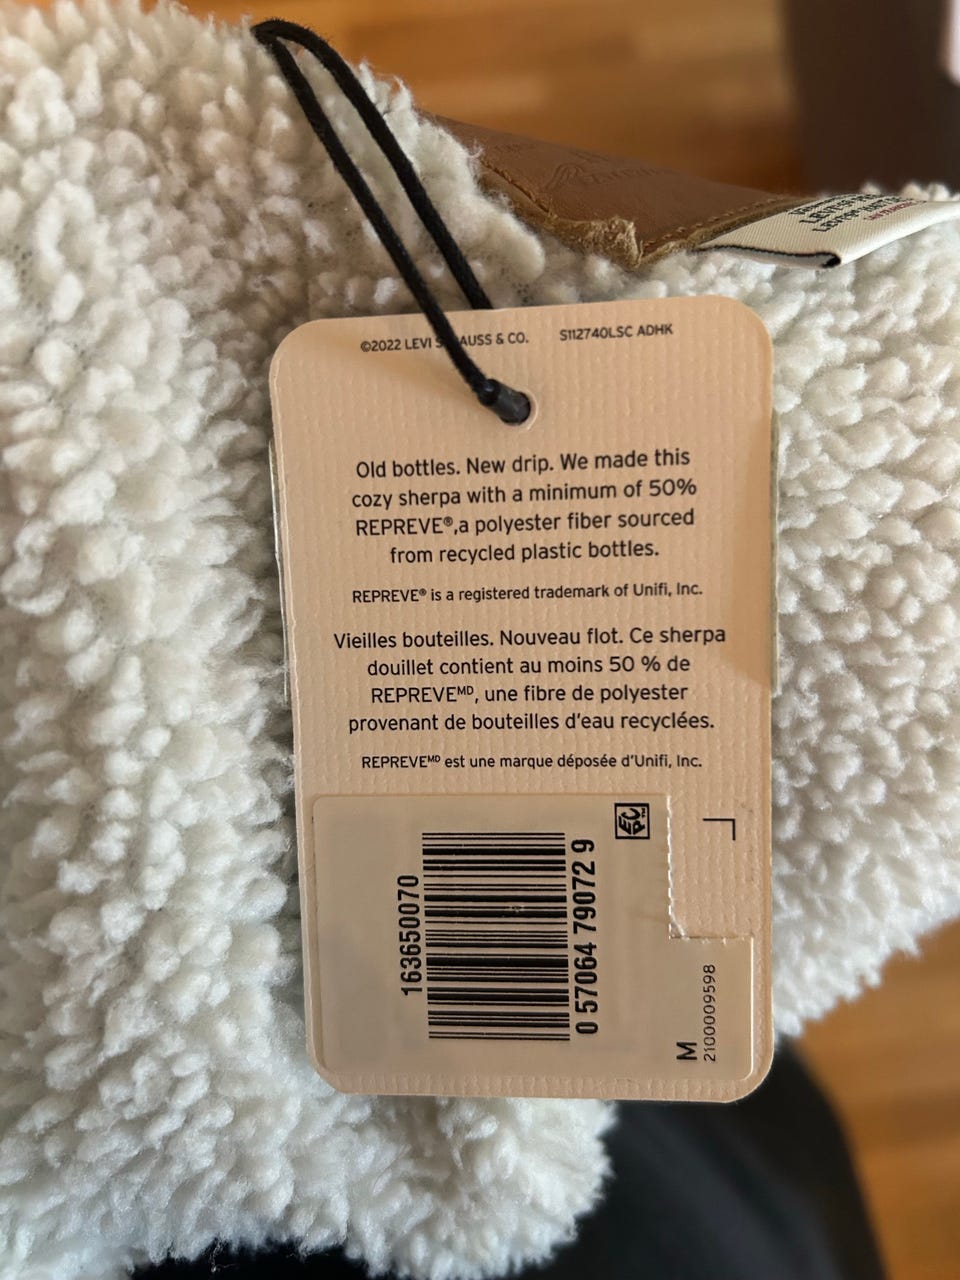 ©2022 LEVI S AUSS & CO. S112740LSC ADHK
Old bottles. New drip. We made this
cozy sherpa with a minimum of 50%
REPREVE®,a polyester fiber sourced
from recycled plastic bottles.
REPREVE® is a registered trademark of Unifi, Inc.
Vieilles bouteilles. Nouveau flot. Ce sherpa
douillet contient au moins 50 % de
REPREVEᴹᴰ, une fibre de polyester
provenant de bouteilles d'eau recyclées.
REPREVEᴹᴰ est une marque déposée d'Unifi, Inc.
163650070
0 57064 79072 9
M
2100009598